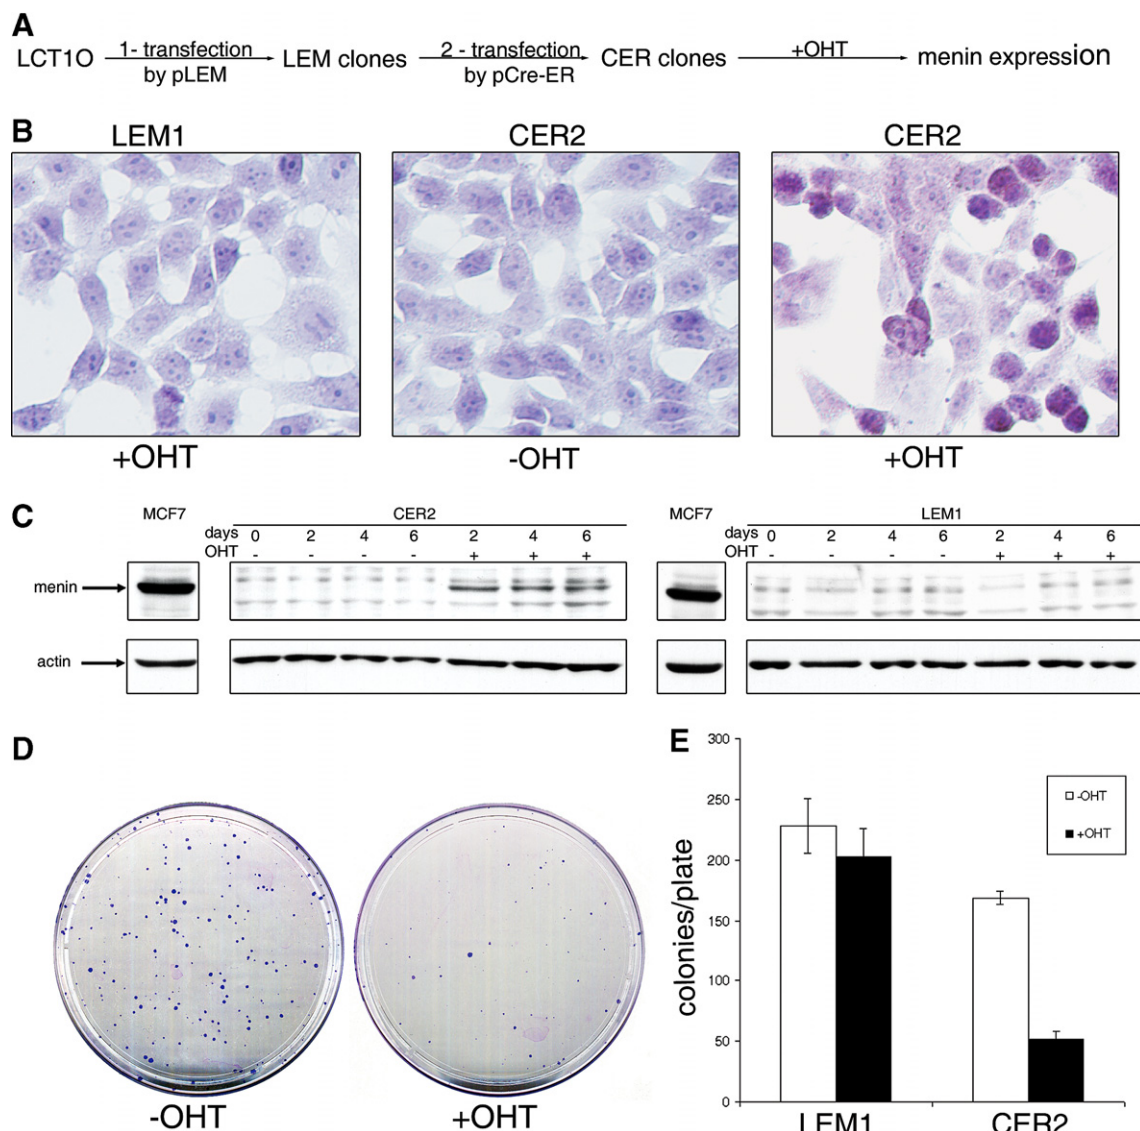 A
LCT10 1- transfection by pLEM LEM clones 2 - transfection by pCre-ER CER clones +OHT menin expression
B
LEM1 CER2 CER2
+OHT -OHT +OHT
C
MCF7 CER2 MCF7 LEM1
days 0 2 4 6 2 4 6 days 0 2 4 6 2 4 6
OHT - - - - + + + OHT - - - - + + +
menin
actin
D
-OHT +OHT
E
colonies/plate
300
250
200
150
100
50
0
-OHT
+OHT
LEM1 CER2